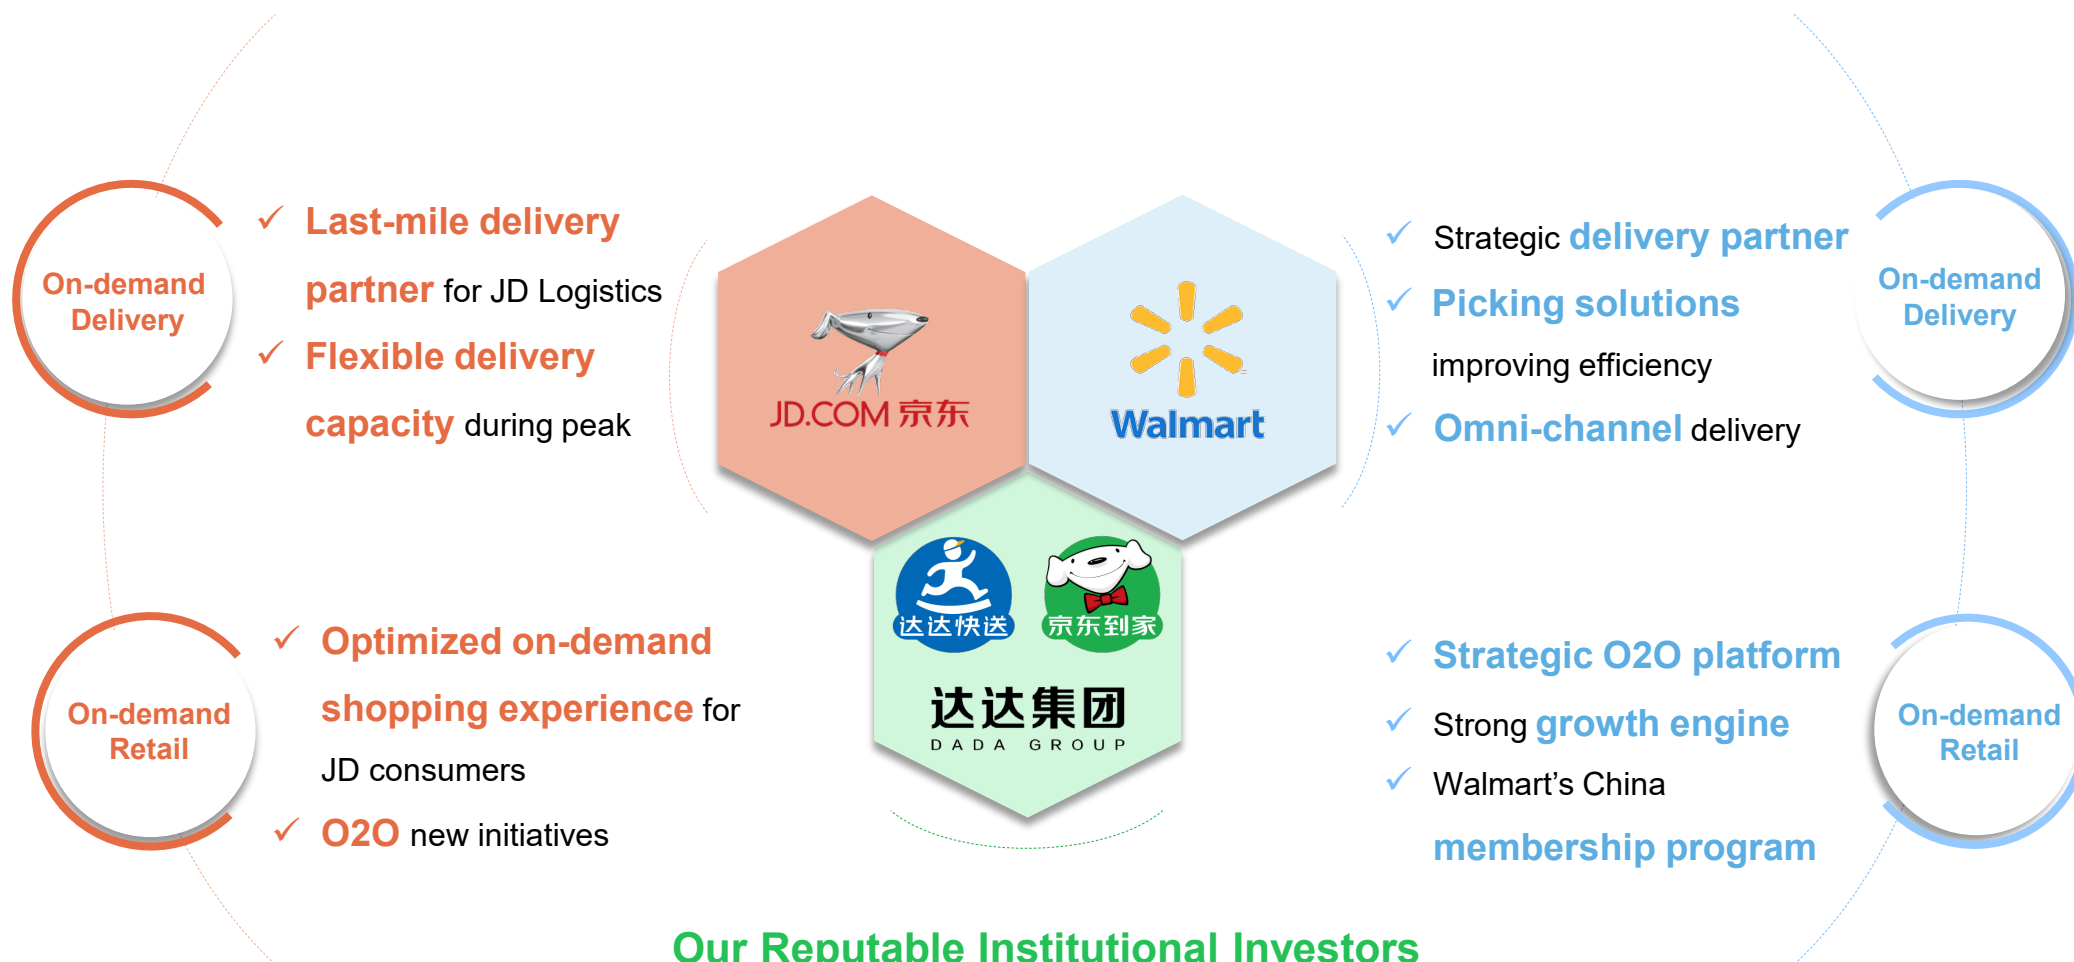 On-demand
Delivery
✓ Last-mile delivery
partner for JD Logistics
✓ Flexible delivery
capacity during peak
JD.COM 京东
Walmart
✓ Strategic delivery partner
✓ Picking solutions
improving efficiency
✓ Omni-channel delivery
On-demand
Delivery
On-demand
Retail
✓ Optimized on-demand
shopping experience for
JD consumers
✓ O2O new initiatives
达达快送
京东到家
达达集团
DADA GROUP
✓ Strategic O2O platform
✓ Strong growth engine
✓ Walmart’s China
membership program
On-demand
Retail
Our Reputable Institutional Investors